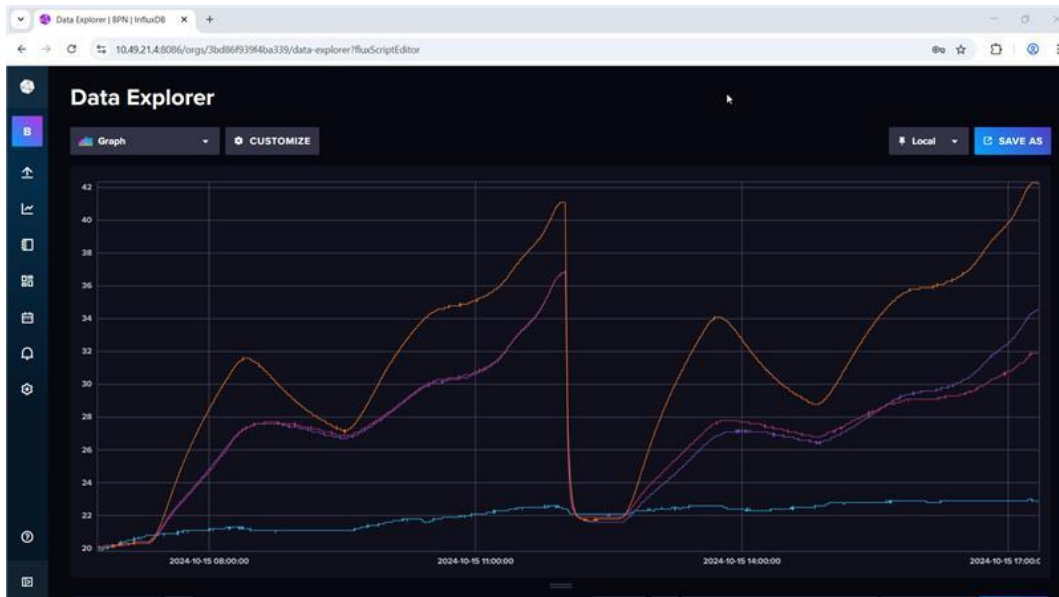 Data Explorer | BPN | InfluxDB
10.49.21.4:8086/orgs/3bd86f939f4ba339/data-explorer?fluxScriptEditor
Data Explorer
B
Graph
CUSTOMIZE
Local
SAVE AS
42
40
38
36
34
32
30
28
26
24
22
20
2024-10-15 08:00:00
2024-10-15 11:00:00
2024-10-15 14:00:00
2024-10-15 17:00:0